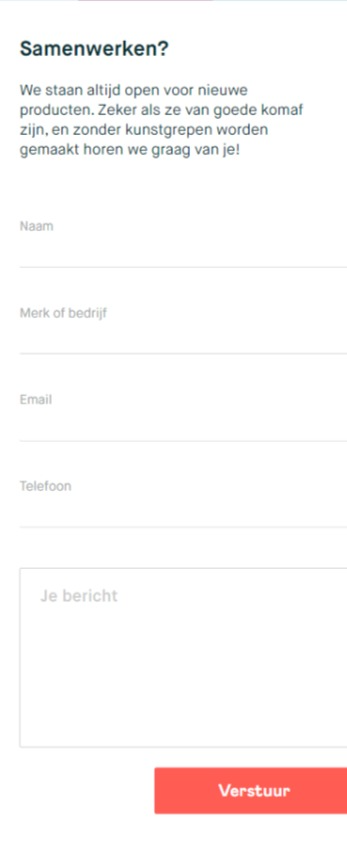 Samenwerken?
We staan altijd open voor nieuwe
producten. Zeker als ze van goede komaf
zijn, en zonder kunstgrepen worden
gemaakt horen we graag van je!
Naam
Merk of bedrijf
Email
Telefoon
Je bericht
Verstuur